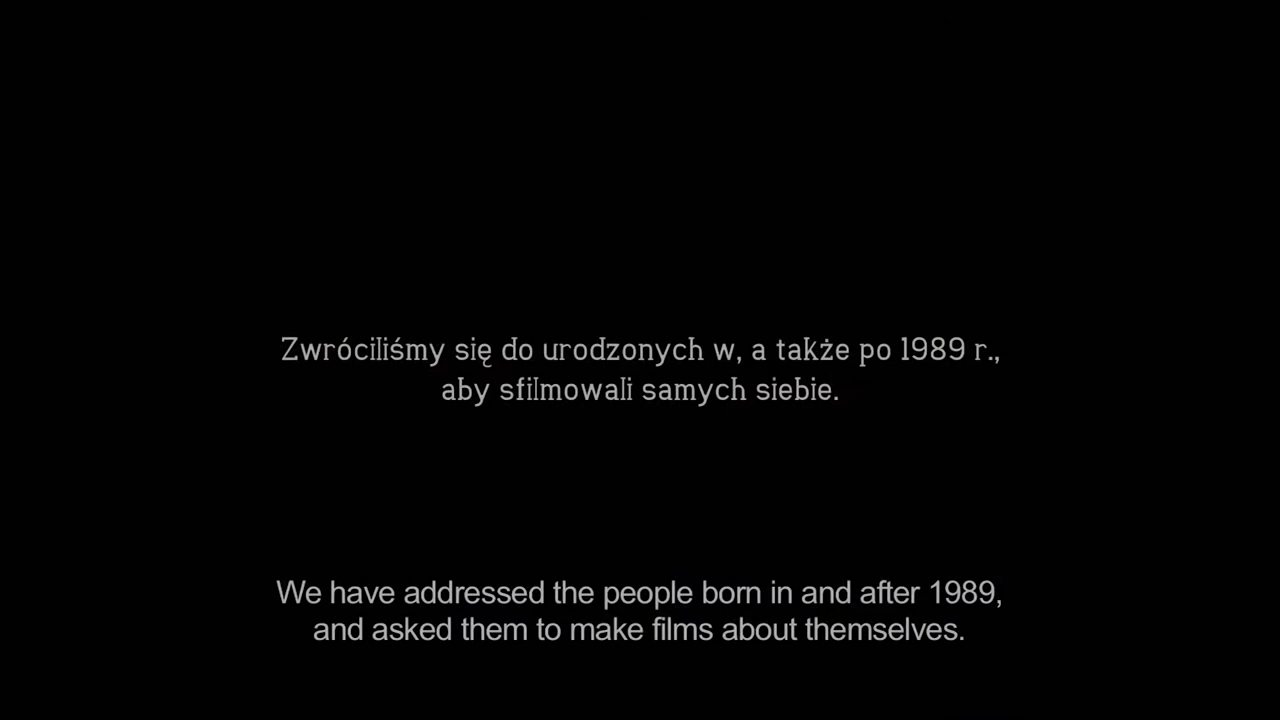 Zwróciliśmy się do urodzonych w, a także po 1989 r.,
aby sfilmowali samych siebie.
We have addressed the people born in and after 1989,
and asked them to make films about themselves.